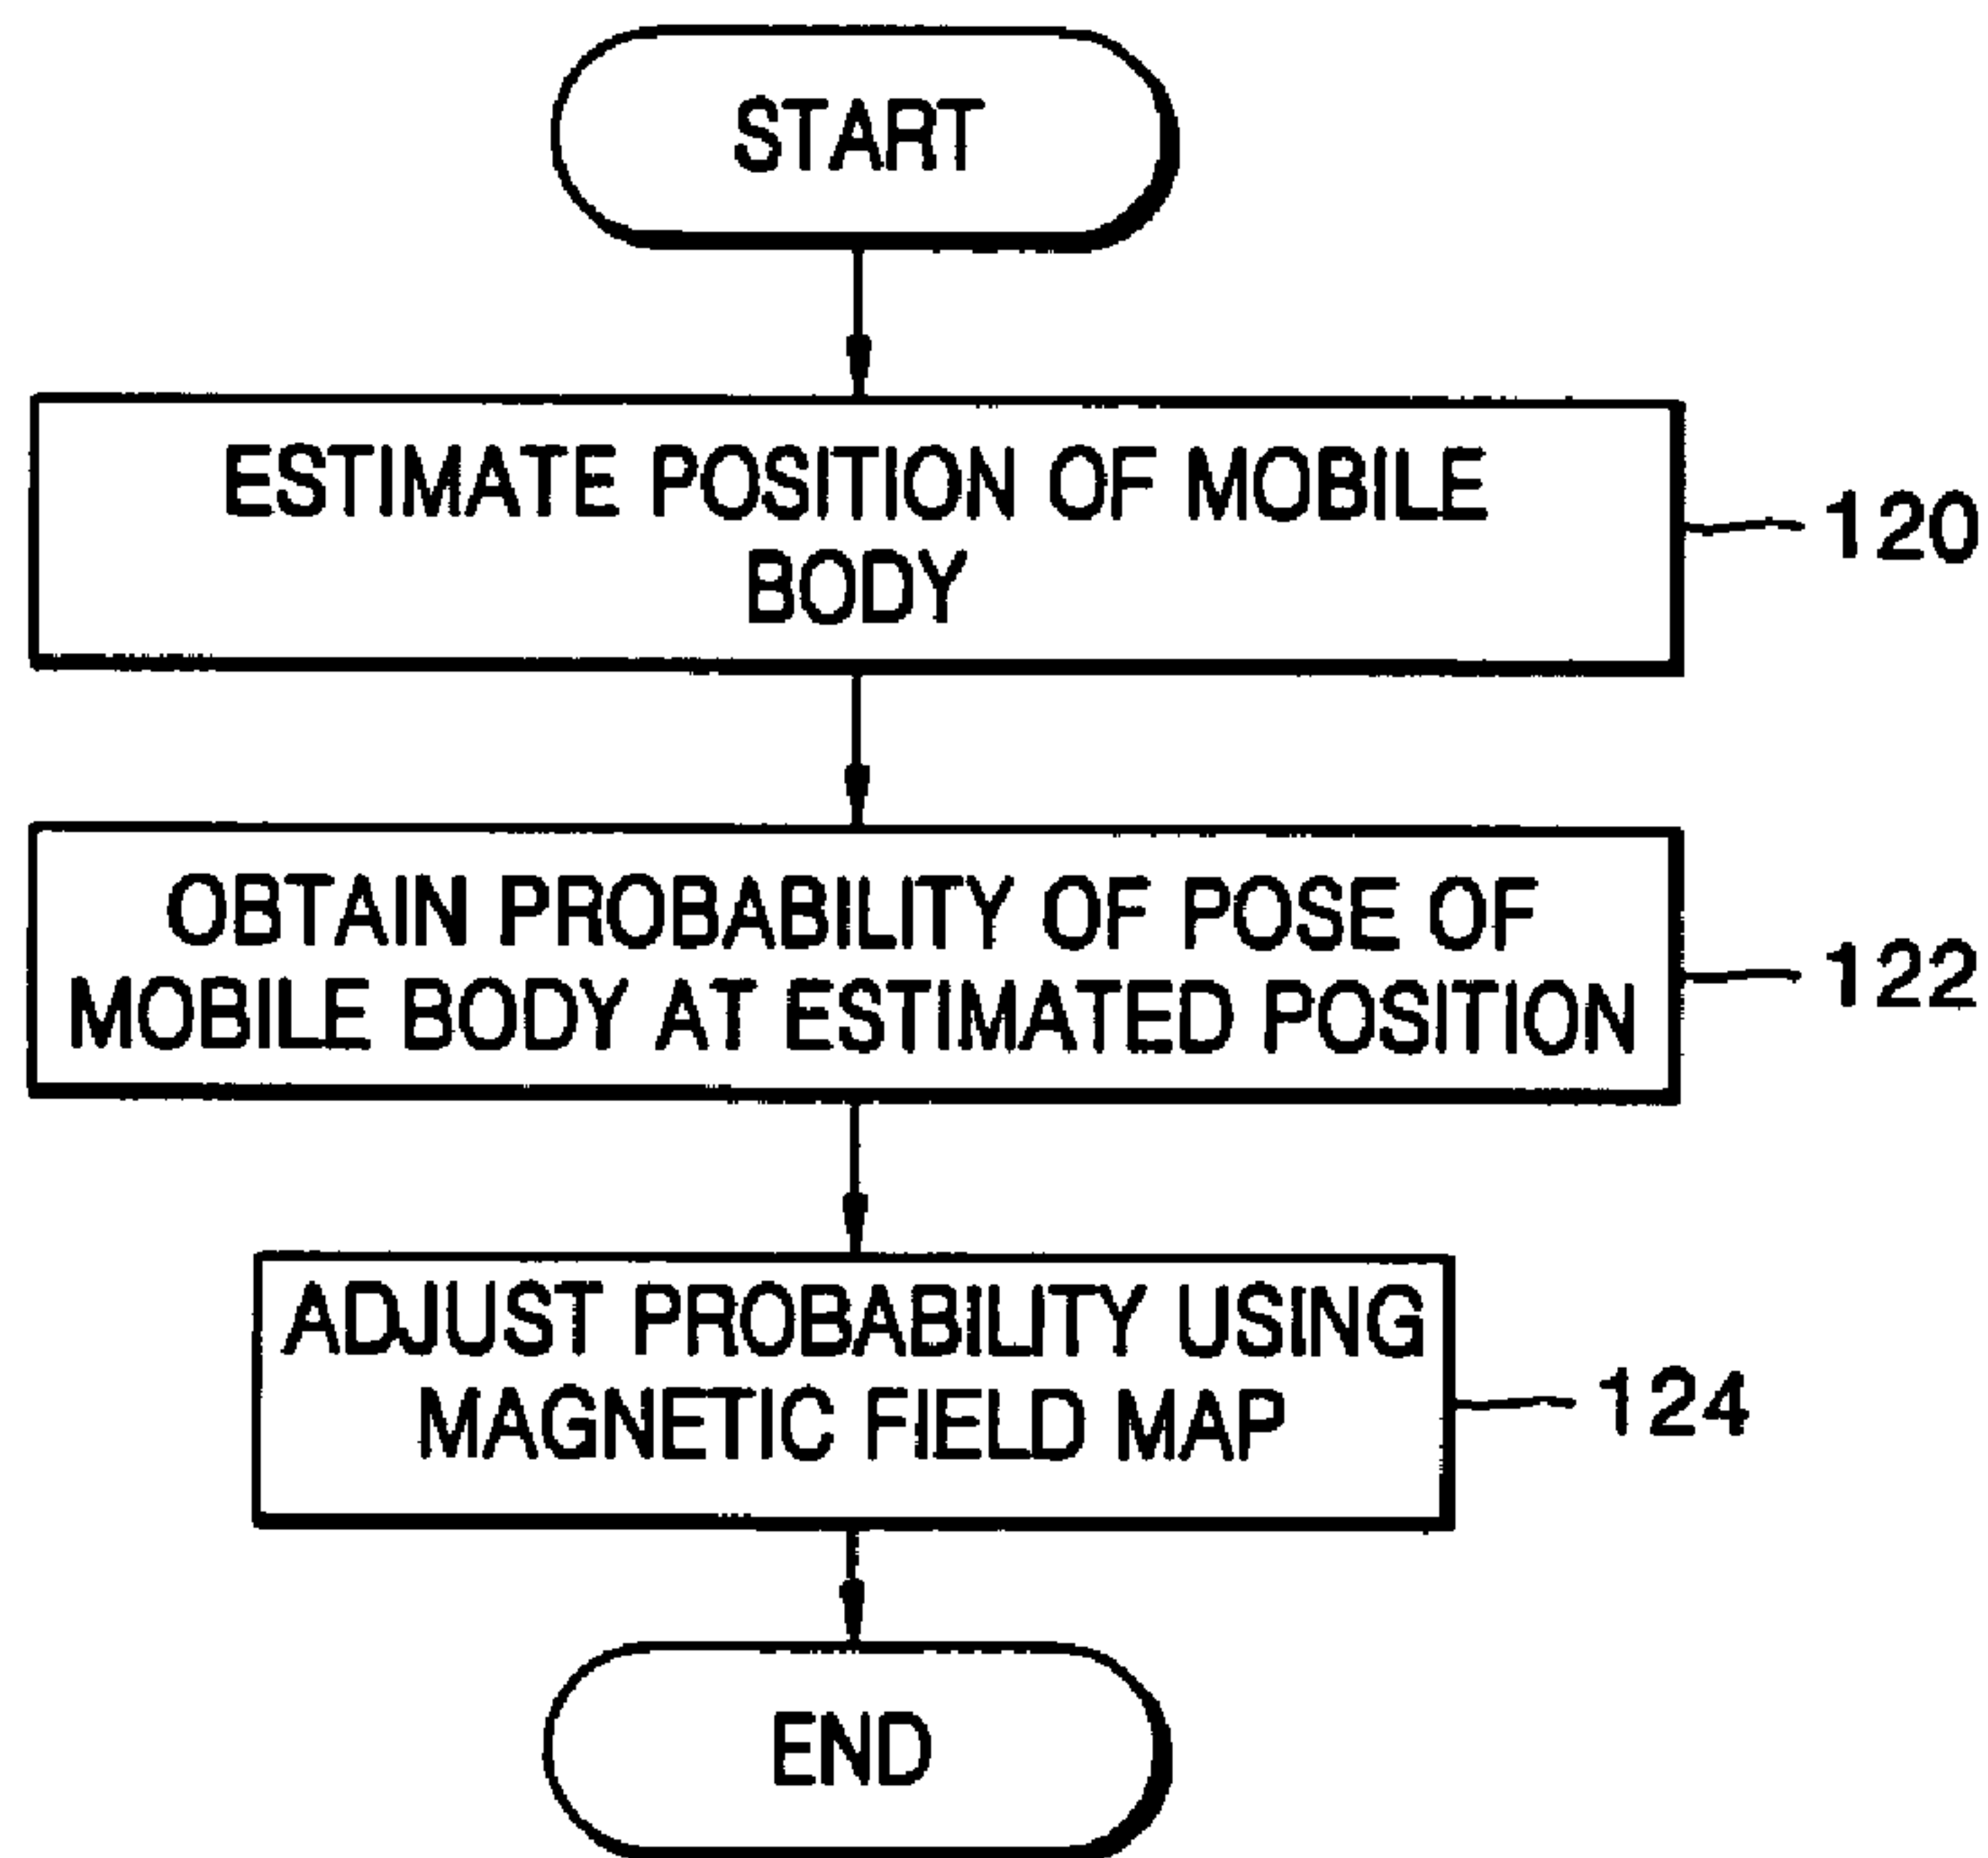 START
ESTIMATE POSITION OF MOBILE
BODY
120
OBTAIN PROBABILITY OF POSE OF
MOBILE BODY AT ESTIMATED POSITION
122
ADJUST PROBABILITY USING
MAGNETIC FIELD MAP
124
END